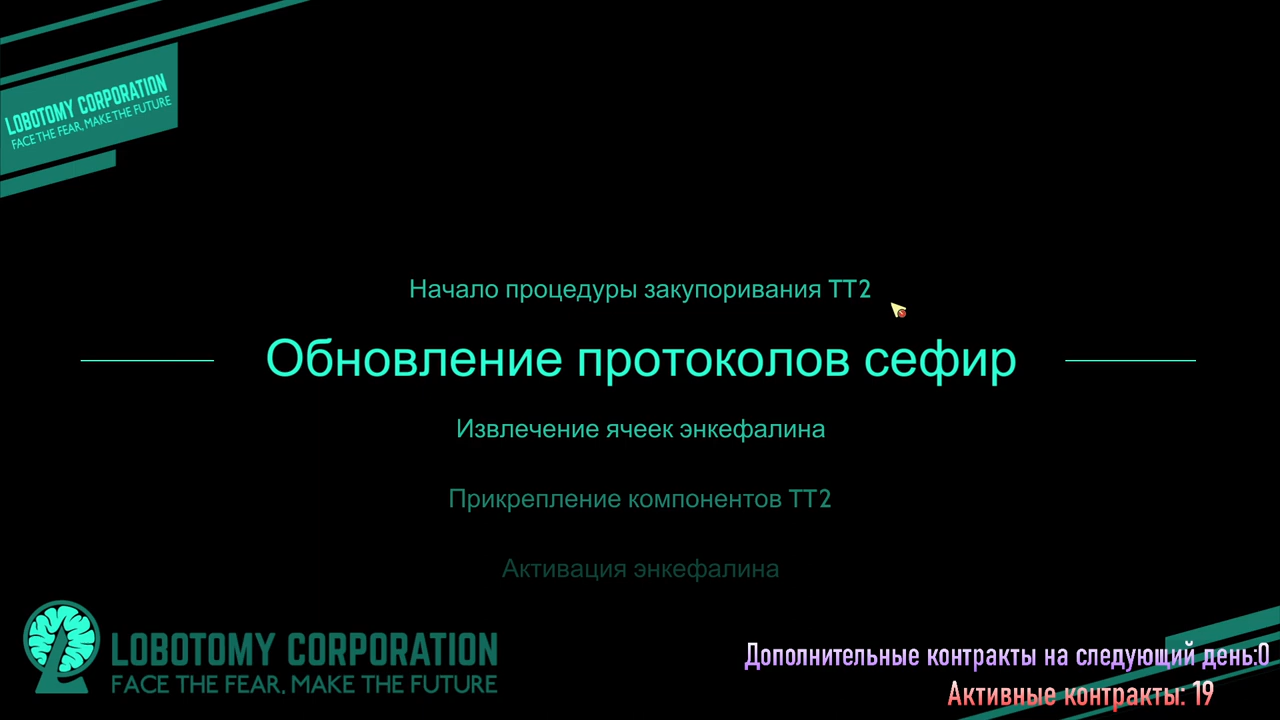 LOBOTOMY CORPORATION
FACE THE FEAR, MAKE THE FUTURE
Начало процедуры закупоривания TT2
Обновление протоколов сефир
Извлечение ячеек энкефалина
Прикрепление компонентов TT2
Активация энкефалина
LOBOTOMY CORPORATION
FACE THE FEAR, MAKE THE FUTURE
Дополнительные контракты на следующий день:0
Активные контракты: 19